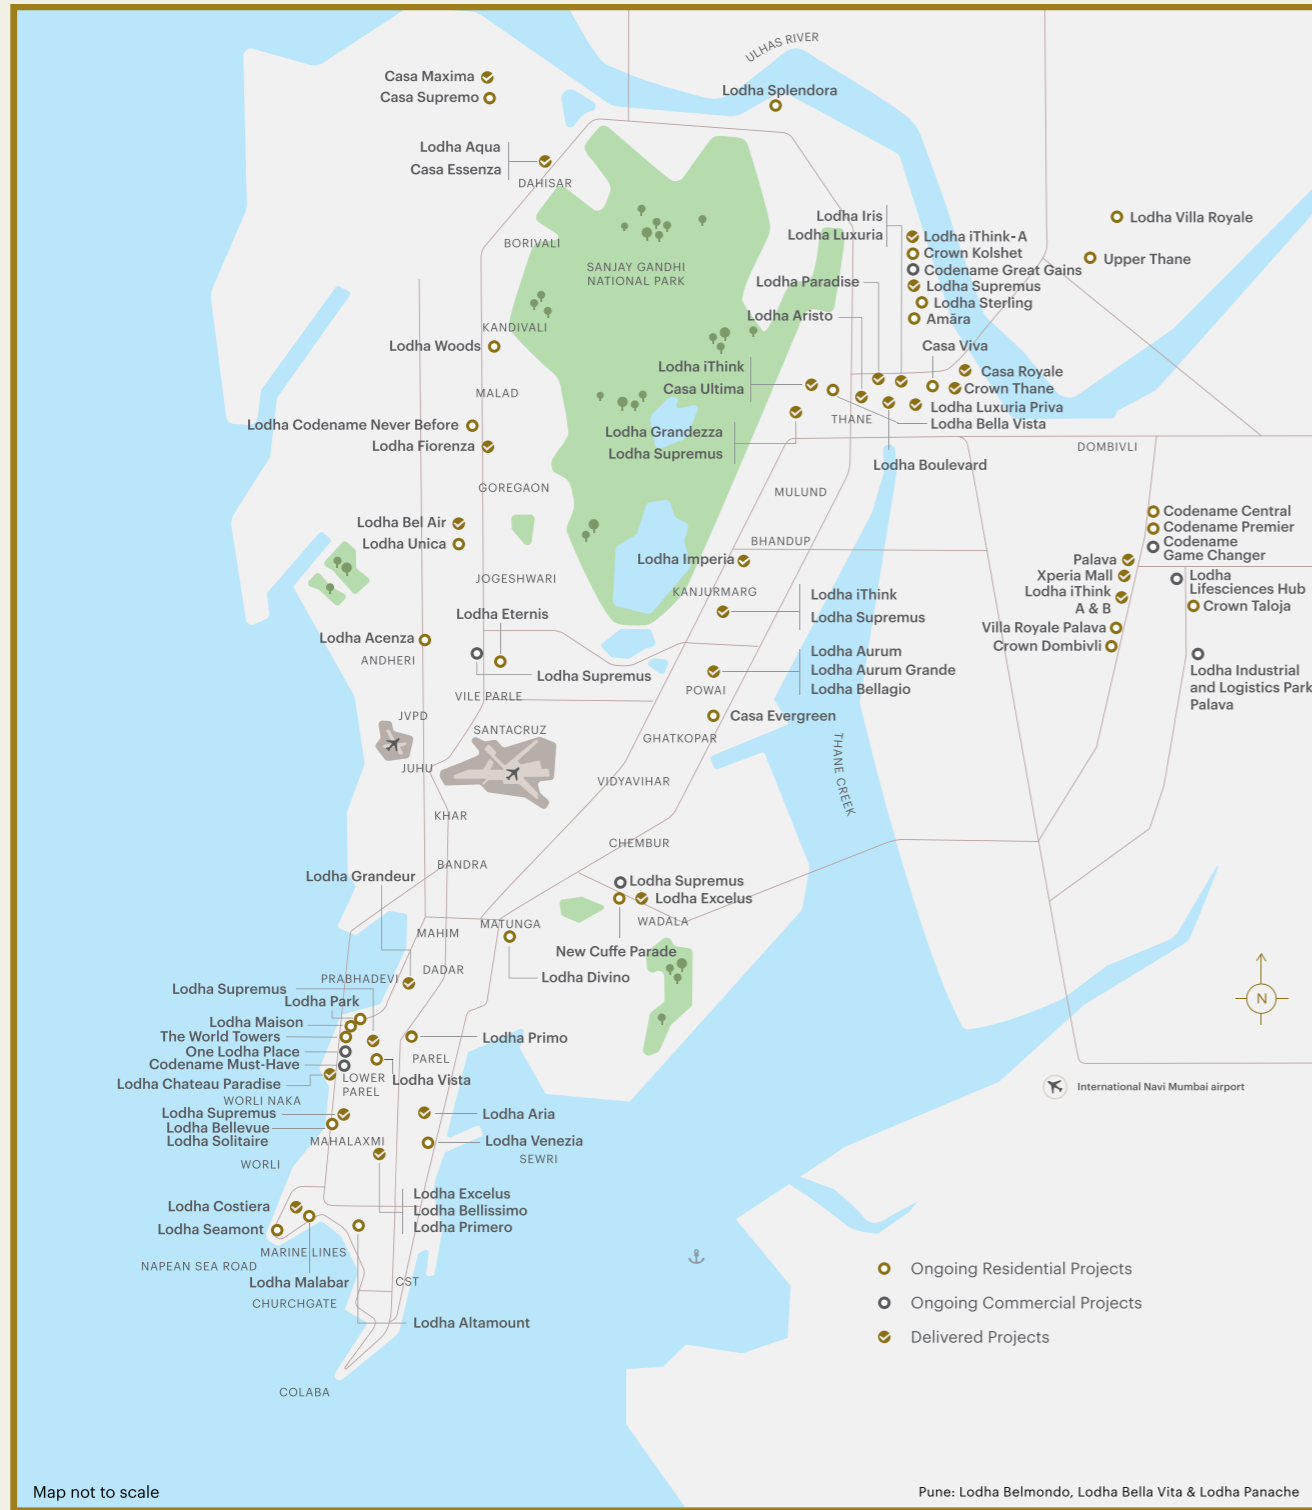 ULHAS RIVER
Casa Maxima
Casa Supremo
Lodha Splendora
Lodha Aqua
Casa Essenza
DAHISAR
BORIVALI
SANJAY GANDHI
NATIONAL PARK
KANDIVALI
Lodha Woods
MALAD
Lodha Codename Never Before
Lodha Fiorenza
GOREGAON
Lodha Bel Air
Lodha Unica
JOGESHWARI
Lodha Eternis
Lodha Acenza
ANDHERI
Lodha Supremus
VILE PARLE
JVPD
SANTACRUZ
JUHU
KHAR
BANDRA
Lodha Iris
Lodha Luxuria
Lodha iThink-A
Crown Kolshet
Codename Great Gains
Lodha Supremus
Lodha Sterling
Amāra
Lodha Villa Royale
Upper Thane
Lodha Paradise
Lodha Aristo
Casa Viva
Lodha iThink
Casa Ultima
Casa Royale
Crown Thane
Lodha Luxuria Priva
Lodha Bella Vista
THANE
Lodha Grandezza
Lodha Supremus
Lodha Boulevard
DOMBIVLI
MULUND
BHANDUP
Lodha Imperia
KANJURMARG
Lodha iThink
Lodha Supremus
Lodha Aurum
Lodha Aurum Grande
Lodha Bellagio
POWAI
Casa Evergreen
GHATKOPAR
THANE CREEK
VIDYAVIHAR
CHEMBUR
Codename Central
Codename Premier
Codename
Game Changer
Palava
Xperia Mall
Lodha iThink
A & B
Villa Royale Palava
Crown Dombivli
Lodha
Lifesciences Hub
Crown Taloja
Lodha Industrial
and Logistics Park
Palava
Lodha Grandeur
Lodha Supremus
Lodha Excelus
WADALA
New Cuffe Parade
MATUNGA
Lodha Divino
MAHIM
DADAR
PRABHADEVI
Lodha Supremus
Lodha Park
Lodha Maison
The World Towers
One Lodha Place
Codename Must-Have
Lodha Chateau Paradise
Lodha Primo
PAREL
Lodha Vista
LOWER
PAREL
WORLI NAKA
Lodha Supremus
Lodha Bellevue
Lodha Solitaire
MAHALAXMI
WORLI
Lodha Aria
Lodha Venezia
SEWRI
Lodha Excelus
Lodha Bellissimo
Lodha Primero
Lodha Costiera
Lodha Seamont
MARINE LINES
NAPEAN SEA ROAD
Lodha Malabar
CST
CHURCHGATE
Lodha Altamount
COLABA
N
International Navi Mumbai airport
Ongoing Residential Projects
Ongoing Commercial Projects
Delivered Projects
Map not to scale
Pune: Lodha Belmondo, Lodha Bella Vita & Lodha Panache